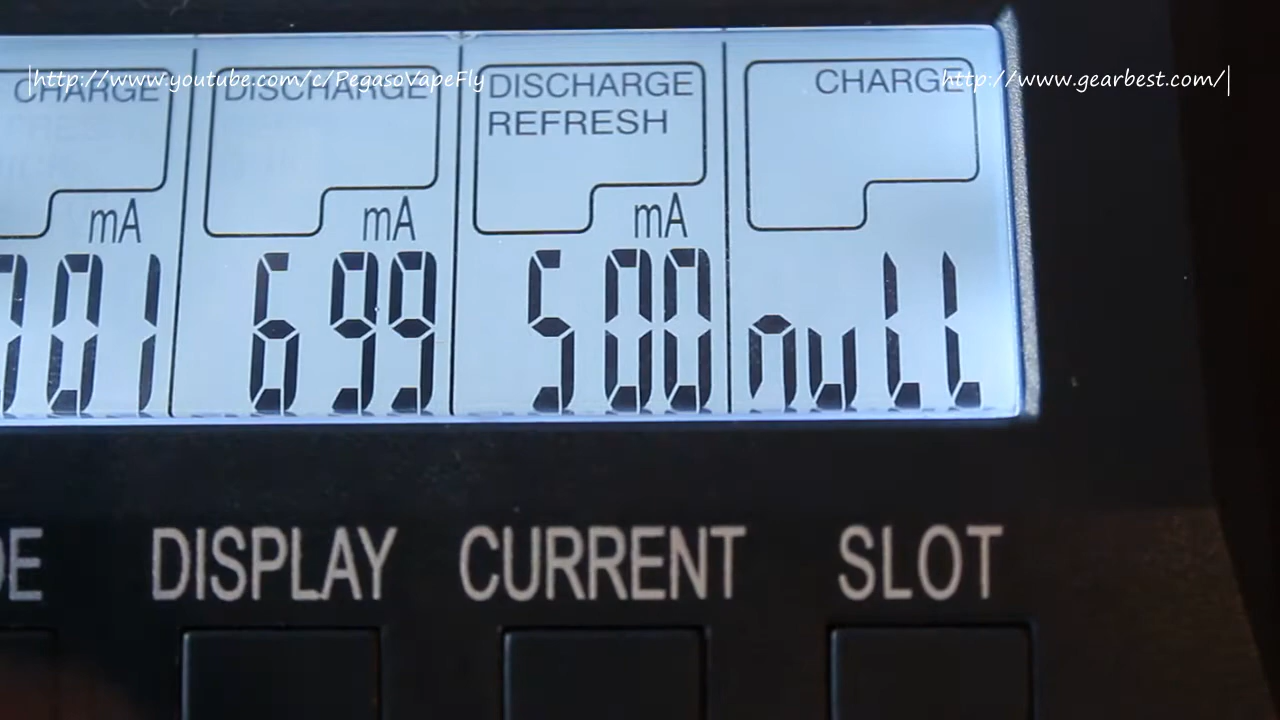 |http://www.youtube.com/c/PegasoVapeFly
http://www.gearbest.com/|
CHARGE DISCHARGE DISCHARGE CHARGE
REFRESH
mA mA mA
01 699 500 null
DISPLAY CURRENT SLOT